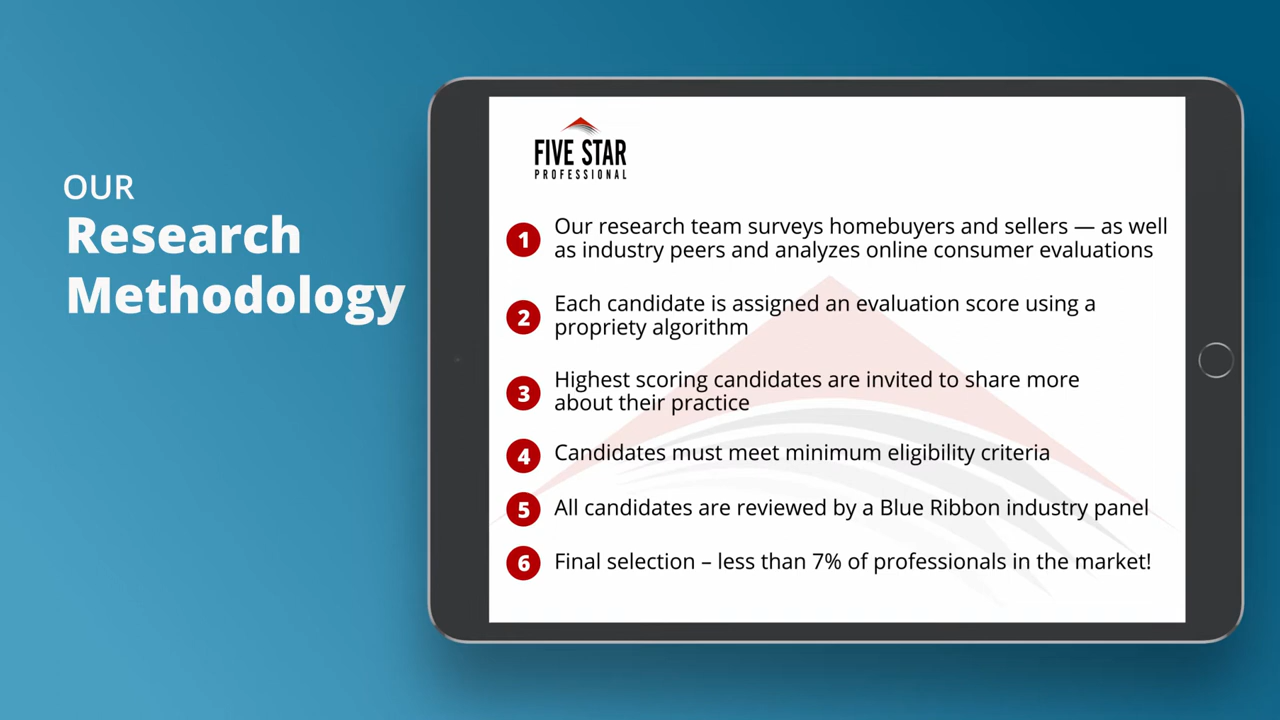 OUR
Research
Methodology
FIVE STAR
PROFESSIONAL
1 Our research team surveys homebuyers and sellers — as well
as industry peers and analyzes online consumer evaluations
2 Each candidate is assigned an evaluation score using a
propriety algorithm
3 Highest scoring candidates are invited to share more
about their practice
4 Candidates must meet minimum eligibility criteria
5 All candidates are reviewed by a Blue Ribbon industry panel
6 Final selection – less than 7% of professionals in the market!